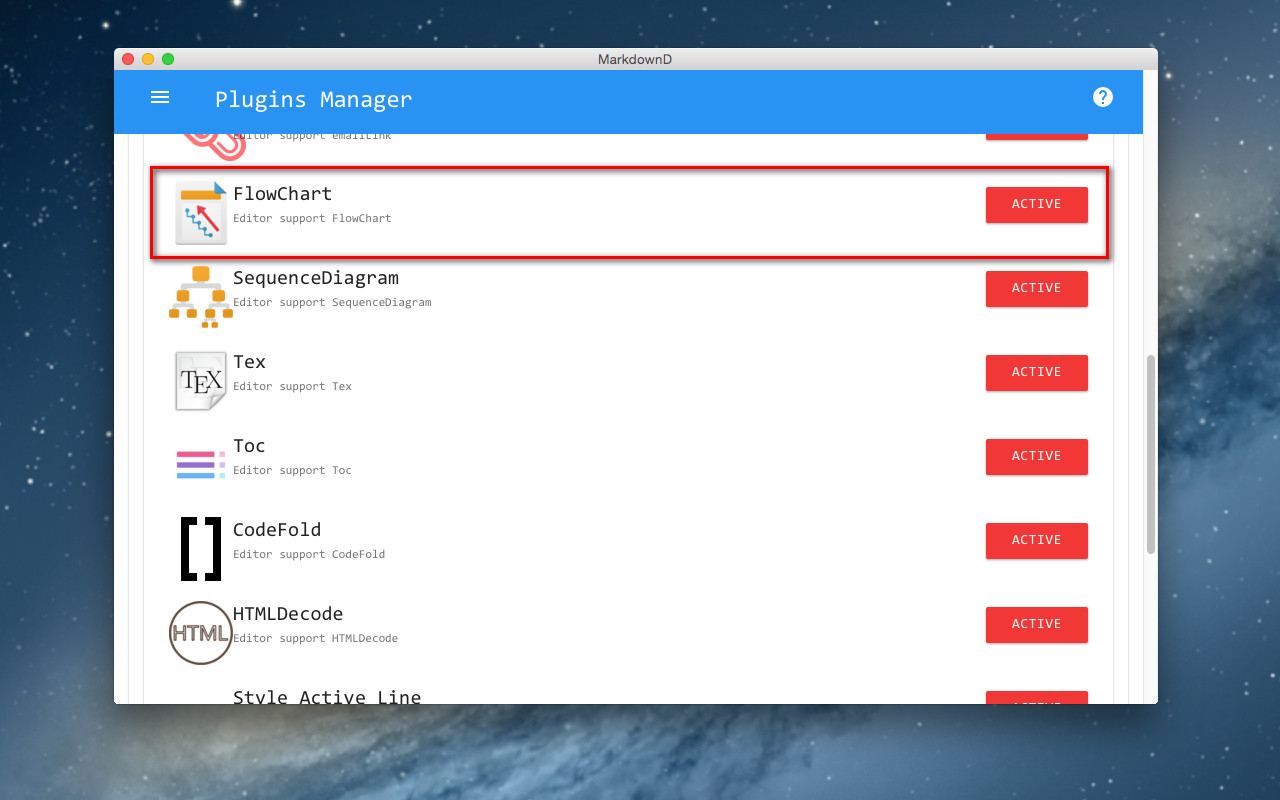 MarkdownD
Plugins Manager
?
Editor support emailLink
FlowChart
Editor support FlowChart
ACTIVE
SequenceDiagram
Editor support SequenceDiagram
ACTIVE
TEX
Tex
Editor support Tex
ACTIVE
Toc
Editor support Toc
ACTIVE
CodeFold
Editor support CodeFold
ACTIVE
HTML
HTMLDecode
Editor support HTMLDecode
ACTIVE
Style Active Line
ACTIVE